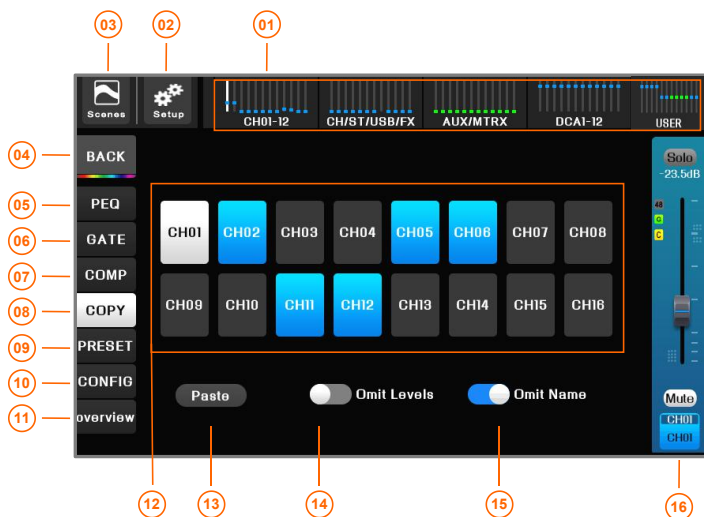 03 02 01
Scenes Setup CH01-12 CH/ST/USB/FX AUX/MTRX DCA1-12 USER
04 BACK Solo
-23.5dB
05 PEQ
48
G
C
06 GATE
CH01 CH02 CH03 CH04 CH05 CH06 CH07 CH08
07 COMP
08 COPY
CH09 CH10 CH11 CH12 CH13 CH14 CH15 CH16
09 PRESET
10 CONFIG
Paste Omit Levels Omit Name Mute
11 overview
CH01
CH01
12 13 14 15 16